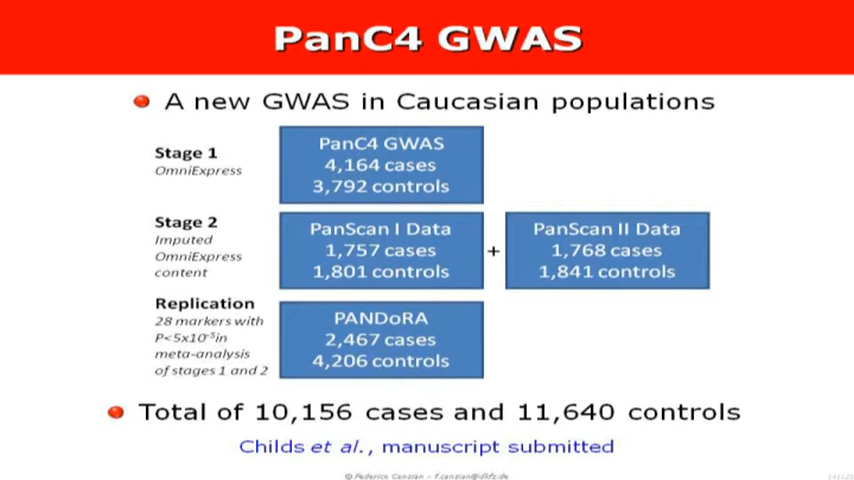 PanC4 GWAS
A new GWAS in Caucasian populations
Stage 1
OmniExpress
PanC4 GWAS
4,164 cases
3,792 controls
Stage 2
Imputed
OmniExpress
content
PanScan I Data
1,757 cases
1,801 controls
+
PanScan II Data
1,768 cases
1,841 controls
Replication
28 markers with
P<5x10⁻⁵in
meta-analysis
of stages 1 and 2
PANDoRA
2,467 cases
4,206 controls
Total of 10,156 cases and 11,640 controls
Childs et al., manuscript submitted
© Federico Canzian – f.canzian@dkfz.de